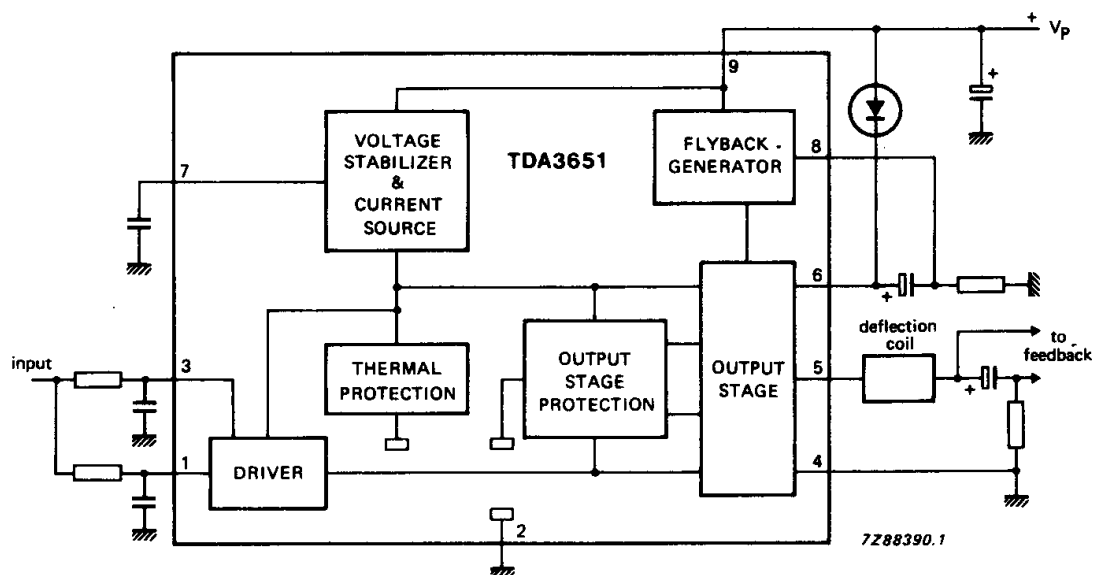 + V_P
9
VOLTAGE
STABILIZER
&
CURRENT
SOURCE
TDA3651
FLYBACK
GENERATOR
+
8
7
6
+
deflection
coil
to
feedback
input
3
THERMAL
PROTECTION
OUTPUT
STAGE
PROTECTION
OUTPUT
STAGE
5
+
1
DRIVER
4
2
7Z88390.1